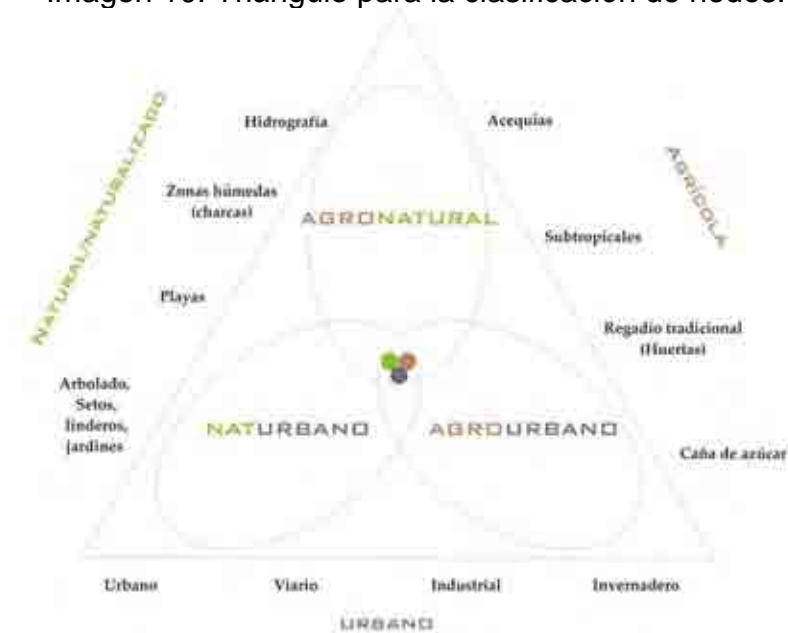 Imagen 10. Triángulo para la clasificación de nodos.
Hidrografía
Acequias
NATURAL/NATURALIZADO
AGRÍCOLA
Zonas húmedas
(charcas)
AGRONATURAL
Subtropicales
Playas
Regadío tradicional
(Huertas)
Arbolado,
Setos,
linderos,
jardines
NATURBANO
AGROURBANO
Caña de azúcar
Urbano
Viario
Industrial
Invernadero
URBANO